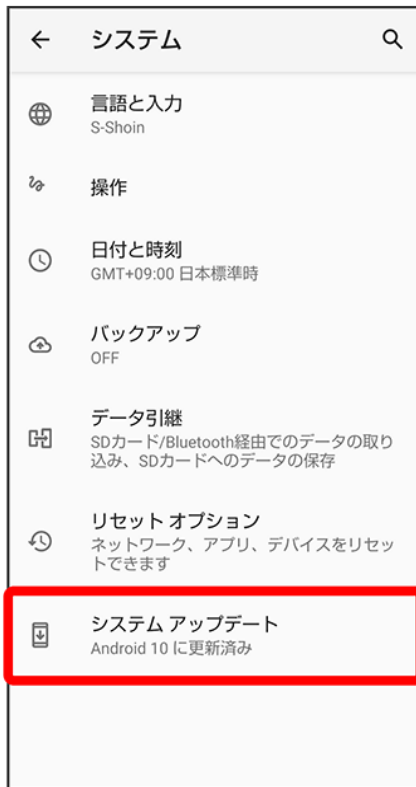 システム
言語と入力
S-Shoin
操作
日付と時刻
GMT+09:00 日本標準時
バックアップ
OFF
データ引継
SDカード/Bluetooth経由でのデータの取り
込み、SDカードへのデータの保存
リセット オプション
ネットワーク、アプリ、デバイスをリセッ
トできます
システム アップデート
Android 10 に更新済み